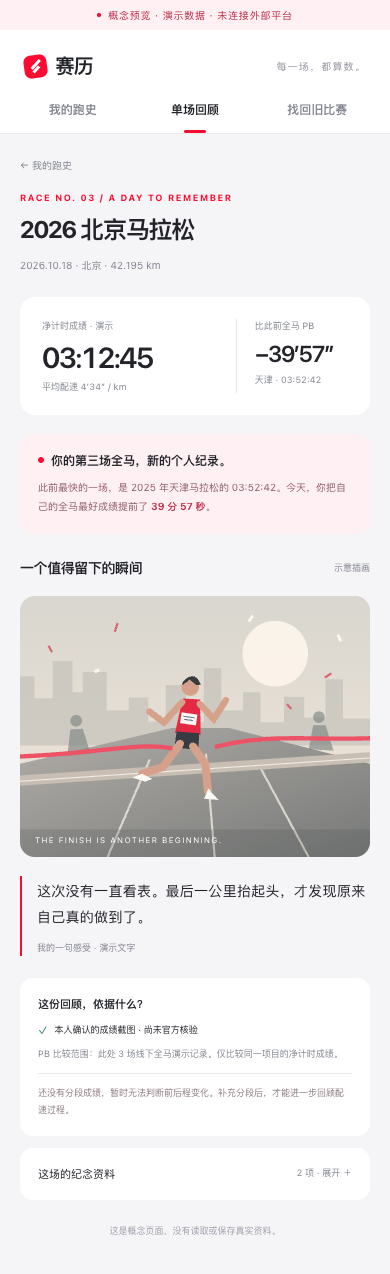 概念预览 · 演示数据 · 未连接外部平台
赛历
每一场，都算数。
我的跑史
单场回顾
找回旧比赛
← 我的跑史
RACE NO. 03 / A DAY TO REMEMBER
2026 北京马拉松
2026.10.18 · 北京 · 42.195 km
净计时成绩 · 演示
03:12:45
平均配速 4′34″ / km
比此前全马 PB
−39′57″
天津 · 03:52:42
你的第三场全马，新的个人纪录。
此前最快的一场，是 2025 年天津马拉松的 03:52:42。今天，你把自
己的全马最好成绩提前了 39 分 57 秒。
一个值得留下的瞬间
示意插画
THE FINISH IS ANOTHER BEGINNING.
这次没有一直看表。最后一公里抬起头，才发现原来
自己真的做到了。
我的一句感受 · 演示文字
这份回顾，依据什么？
✓ 本人确认的成绩截图 · 尚未官方核验
PB 比较范围：此处 3 场线下全马演示记录。仅比较同一项目的净计时成绩。
还没有分段成绩，暂时无法判断前后程变化。补充分段后，才能进一步回顾配
速过程。
这场的纪念资料
2 项 · 展开 +
这是概念页面，没有读取或保存真实资料。